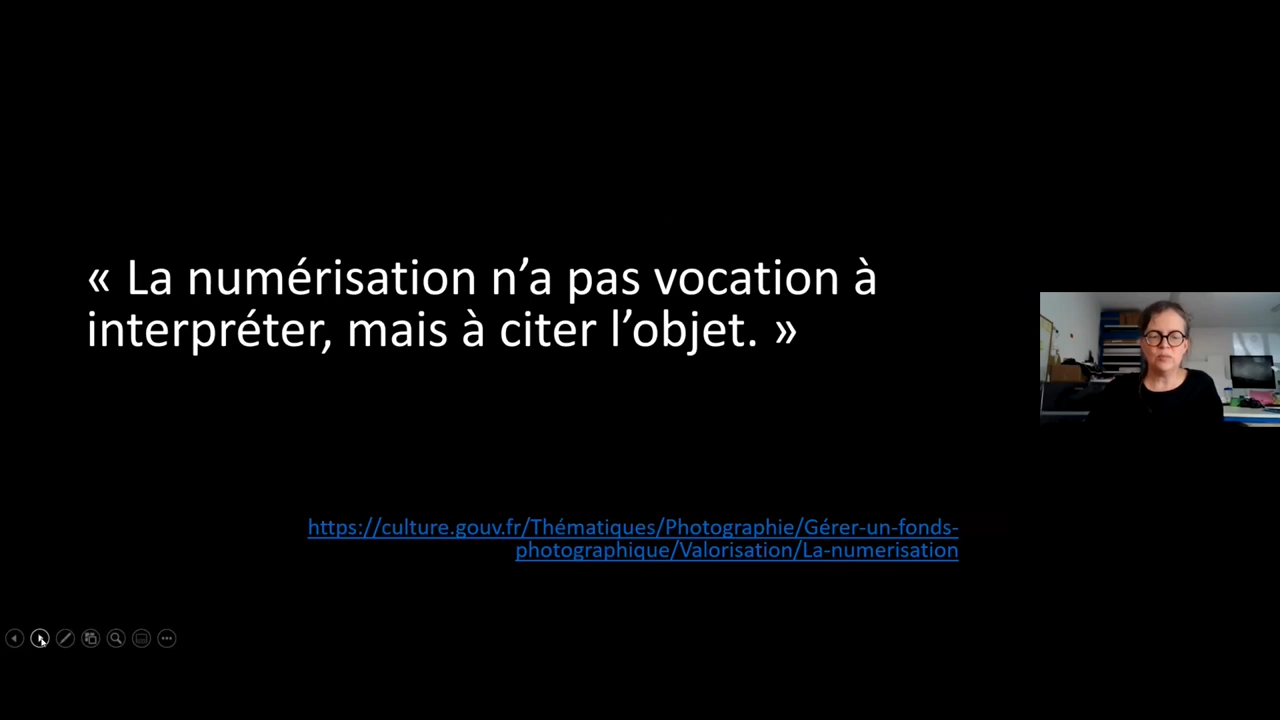 « La numérisation n’a pas vocation à
interpréter, mais à citer l’objet. »
https://culture.gouv.fr/Thématiques/Photographie/Gérer-un-fonds-
photographique/Valorisation/La-numerisation